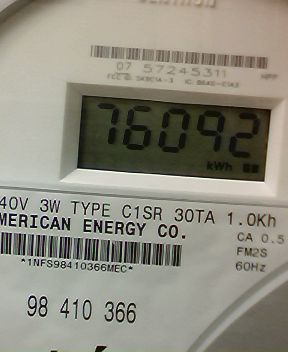 07 57245311
76092
kWh
40V 3W TYPE C1SR 30TA 1.0Kh
MERICAN ENERGY CO.
CA 0.5
FM2S
*1NFS98410366MEC*
60Hz
98 410 366